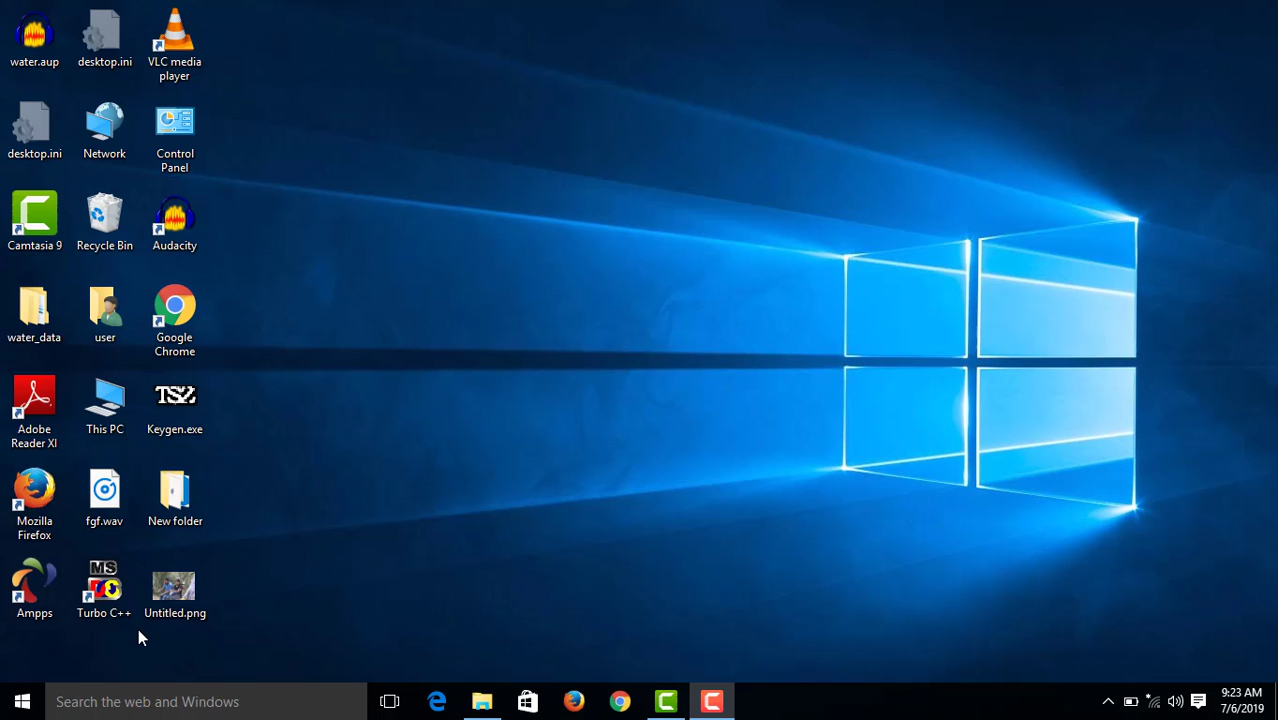 water.aup
desktop.ini
VLC media
player
desktop.ini
Network
Control
Panel
Camtasia 9
Recycle Bin
Audacity
water_data
user
Google
Chrome
Adobe
Reader XI
This PC
TSZ
Keygen.exe
Mozilla
Firefox
fgf.wav
New folder
Ampps
MS
Turbo C++
Untitled.png
Search the web and Windows
9:23 AM
7/6/2019